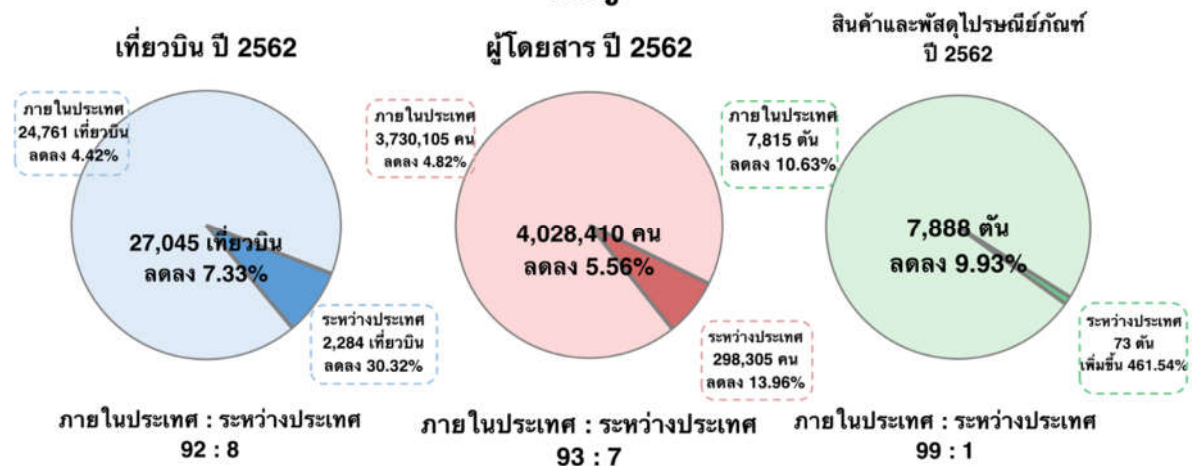 เที่ยวบิน ปี 2562
ภายในประเทศ
24,761 เที่ยวบิน
ลดลง 4.42%
27,045 เที่ยวบิน
ลดลง 7.33%
ระหว่างประเทศ
2,284 เที่ยวบิน
ลดลง 30.32%
ภายในประเทศ : ระหว่างประเทศ
92 : 8
ผู้โดยสาร ปี 2562
ภายในประเทศ
3,730,105 คน
ลดลง 4.82%
4,028,410 คน
ลดลง 5.56%
ระหว่างประเทศ
298,305 คน
ลดลง 13.96%
ภายในประเทศ : ระหว่างประเทศ
93 : 7
สินค้าและพัสดุไปรษณีย์ภัณฑ์
ปี 2562
ภายในประเทศ
7,815 ตัน
ลดลง 10.63%
7,888 ตัน
ลดลง 9.93%
ระหว่างประเทศ
73 ตัน
เพิ่มขึ้น 461.54%
ภายในประเทศ : ระหว่างประเทศ
99 : 1